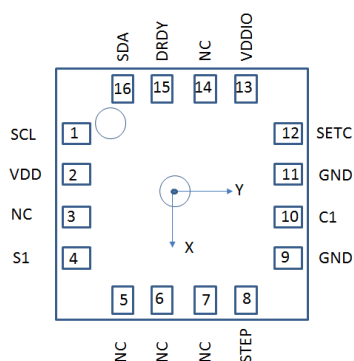 SDA DRDY NC VDDIO
16 15 14 13
SCL 1 12 SETC
VDD 2 11 GND
NC 3 10 C1
S1 4 9 GND
Y
X
5 6 7 8
NC NC NC STEP